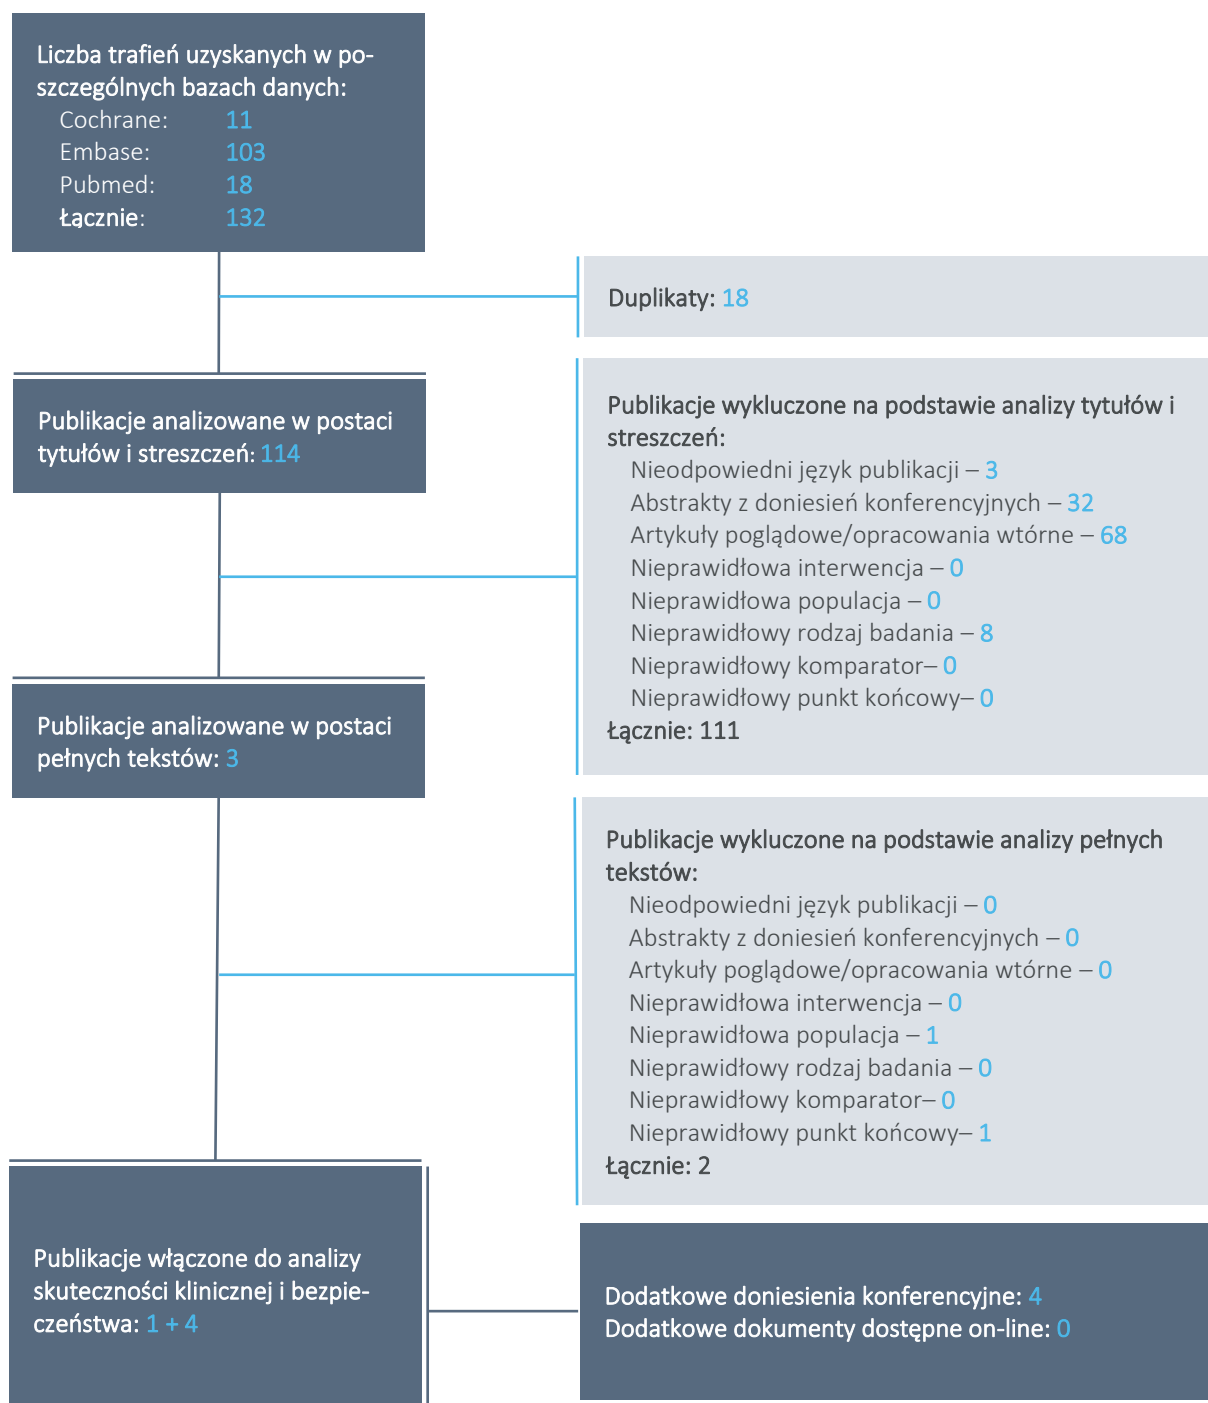 Liczba trafień uzyskanych w po-
szczególnych bazach danych:
Cochrane: 11
Embase: 103
Pubmed: 18
Łącznie: 132
Duplikaty: 18
Publikacje analizowane w postaci
tytułów i streszczeń: 114
Publikacje wykluczone na podstawie analizy tytułów i
streszczeń:
Nieodpowiedni język publikacji – 3
Abstrakty z doniesień konferencyjnych – 32
Artykuły poglądowe/opracowania wtórne – 68
Nieprawidłowa interwencja – 0
Nieprawidłowa populacja – 0
Nieprawidłowy rodzaj badania – 8
Nieprawidłowy komparator– 0
Nieprawidłowy punkt końcowy– 0
Łącznie: 111
Publikacje analizowane w postaci
pełnych tekstów: 3
Publikacje wykluczone na podstawie analizy pełnych
tekstów:
Nieodpowiedni język publikacji – 0
Abstrakty z doniesień konferencyjnych – 0
Artykuły poglądowe/opracowania wtórne – 0
Nieprawidłowa interwencja – 0
Nieprawidłowa populacja – 1
Nieprawidłowy rodzaj badania – 0
Nieprawidłowy komparator– 0
Nieprawidłowy punkt końcowy– 1
Łącznie: 2
Publikacje włączone do analizy
skuteczności klinicznej i bezpie-
czeństwa: 1 + 4
Dodatkowe doniesienia konferencyjne: 4
Dodatkowe dokumenty dostępne on-line: 0